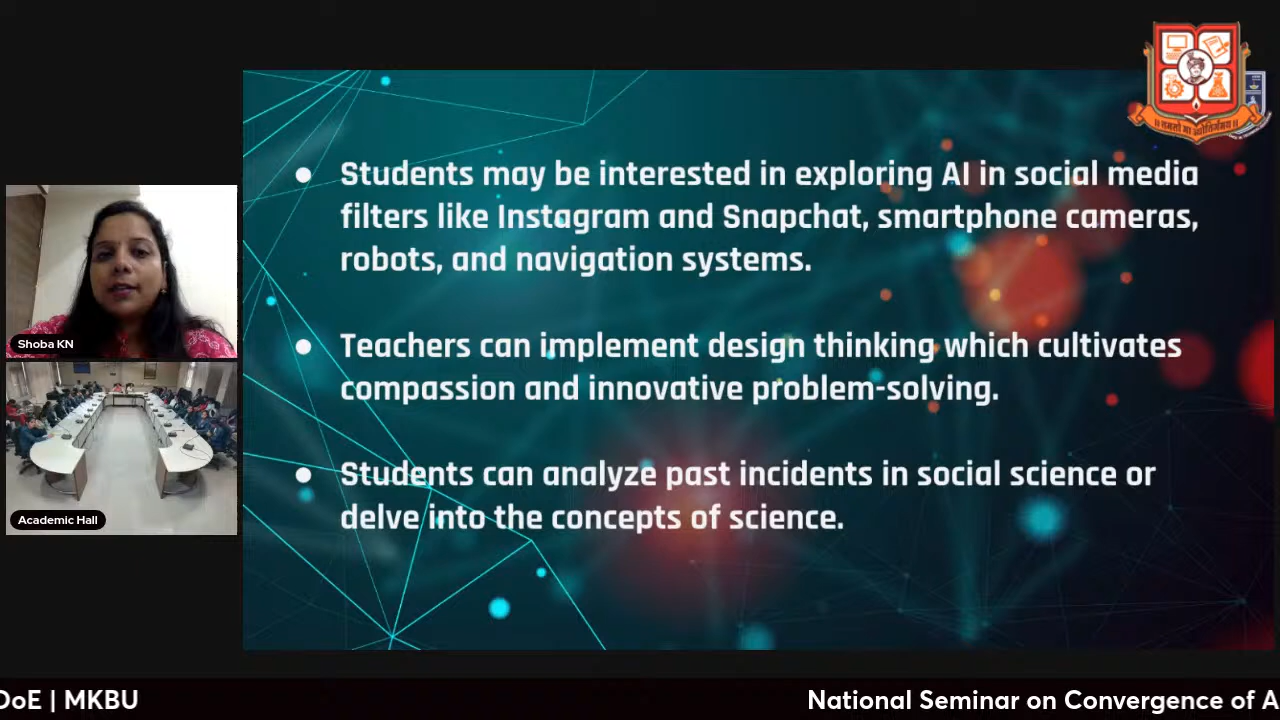 Students may be interested in exploring AI in social media
filters like Instagram and Snapchat, smartphone cameras,
robots, and navigation systems.
Teachers can implement design thinking which cultivates
compassion and innovative problem-solving.
Students can analyze past incidents in social science or
delve into the concepts of science.
Shoba KN
Academic Hall
।। तमसो मा ज्योतिर्गमय ।।
DoE | MKBU
National Seminar on Convergence of A